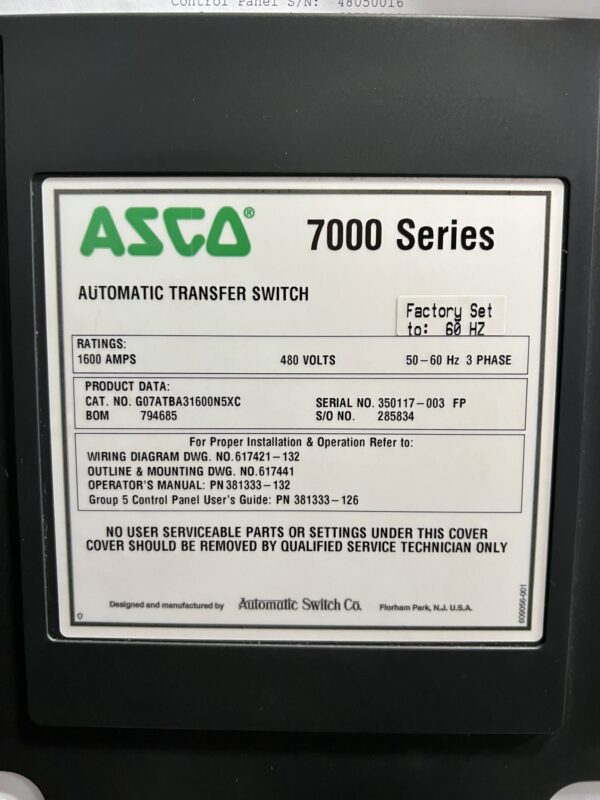 Control Panel S/N: 48050016
ASCO® 7000 Series
AUTOMATIC TRANSFER SWITCH
Factory Set
to: 60 HZ
RATINGS:
1600 AMPS 480 VOLTS 50-60 Hz 3 PHASE
PRODUCT DATA:
CAT. NO. G07ATBA31600N5XC SERIAL NO. 350117-003 FP
BOM 794685 S/O NO. 285834
For Proper Installation & Operation Refer to:
WIRING DIAGRAM DWG. NO.617421-132
OUTLINE & MOUNTING DWG. NO.617441
OPERATOR'S MANUAL: PN 381333-132
Group 5 Control Panel User's Guide: PN 381333-126
NO USER SERVICEABLE PARTS OR SETTINGS UNDER THIS COVER
COVER SHOULD BE REMOVED BY QUALIFIED SERVICE TECHNICIAN ONLY
Designed and manufactured by Automatic Switch Co. Florham Park, N.J. U.S.A.
0
609056-001